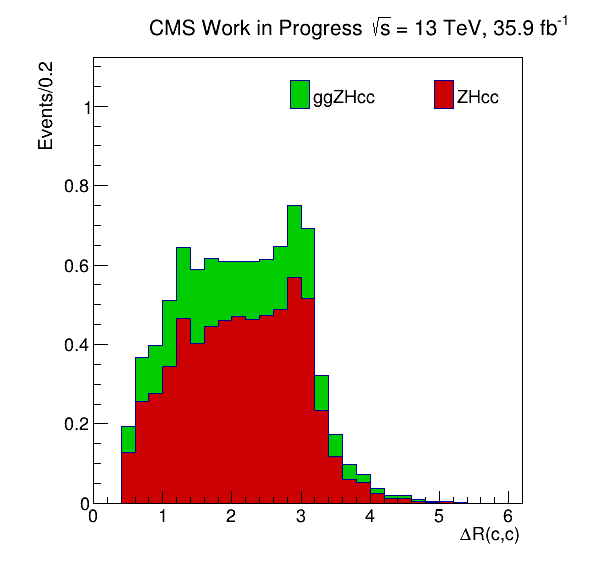 CMS Work in Progress √s = 13 TeV, 35.9 fb⁻¹
Events/0.2
ggZHcc ZHcc
1
0.8
0.6
0.4
0.2
0
0 1 2 3 4 5 6
ΔR(c,c)